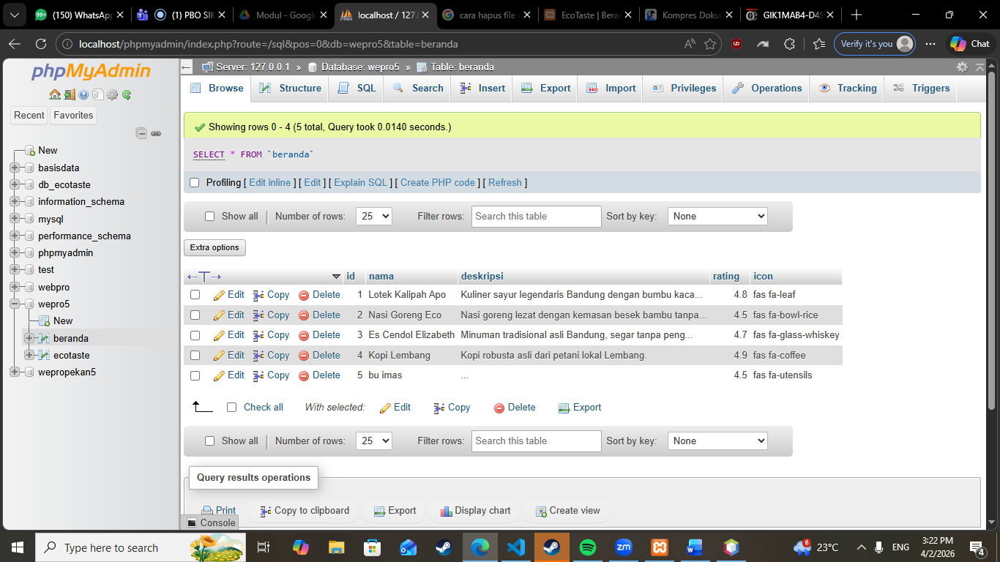 (150) WhatsApp
(1) PBO SIK
Modul - Google
localhost / 127.
cara hapus file
EcoTaste | Bera
Kompres Doku
GIK1MAB4-D4S
99+
localhost/phpmyadmin/index.php?route=/sql&pos=0&db=wepro5&table=beranda
Verify it's you
Chat
phpMyAdmin
Recent Favorites
New
basisdata
db_ecotaste
information_schema
mysql
performance_schema
phpmyadmin
test
webpro
wepro5
New
beranda
ecotaste
wepropekan5
Server: 127.0.0.1 » Database: wepro5 » Table: beranda
Browse Structure SQL Search Insert Export Import Privileges Operations Tracking Triggers
Showing rows 0 - 4 (5 total, Query took 0.0140 seconds.)
SELECT * FROM `beranda`
Profiling [ Edit inline ] [ Edit ] [ Explain SQL ] [ Create PHP code ] [ Refresh ]
Show all Number of rows: 25 Filter rows: Search this table Sort by key: None
Extra options
id nama deskripsi rating icon
Edit Copy Delete 1 Lotek Kalipah Apo Kuliner sayur legendaris Bandung dengan bumbu kaca... 4.8 fas fa-leaf
Edit Copy Delete 2 Nasi Goreng Eco Nasi goreng lezat dengan kemasan besek bambu tanpa... 4.5 fas fa-bowl-rice
Edit Copy Delete 3 Es Cendol Elizabeth Minuman tradisional asli Bandung, segar tanpa peng... 4.7 fas fa-glass-whiskey
Edit Copy Delete 4 Kopi Lembang Kopi robusta asli dari petani lokal Lembang. 4.9 fas fa-coffee
Edit Copy Delete 5 bu imas ... 4.5 fas fa-utensils
Check all With selected: Edit Copy Delete Export
Show all Number of rows: 25 Filter rows: Search this table Sort by key: None
Query results operations
Print Copy to clipboard Export Display chart Create view
Console
Type here to search
zm
6
23°C
ENG
3:22 PM
4/2/2026
4